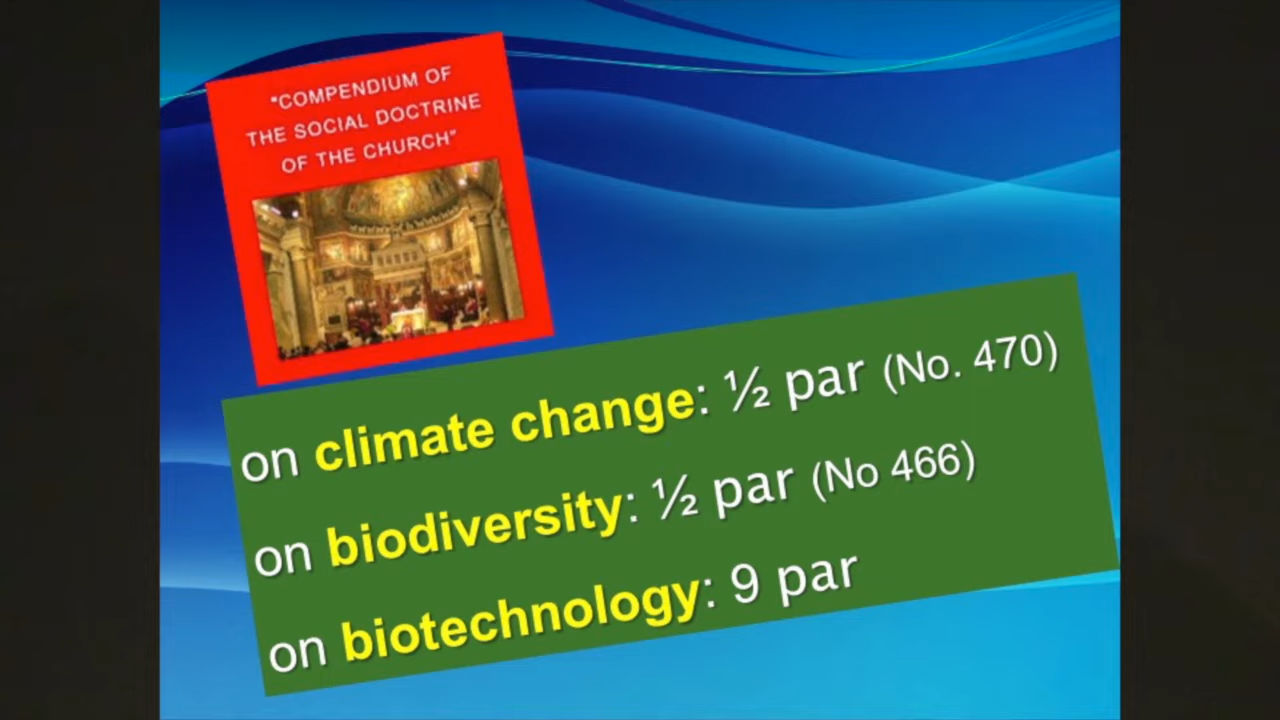 "COMPENDIUM OF
THE SOCIAL DOCTRINE
OF THE CHURCH"
on climate change: ½ par (No. 470)
on biodiversity: ½ par (No 466)
on biotechnology: 9 par